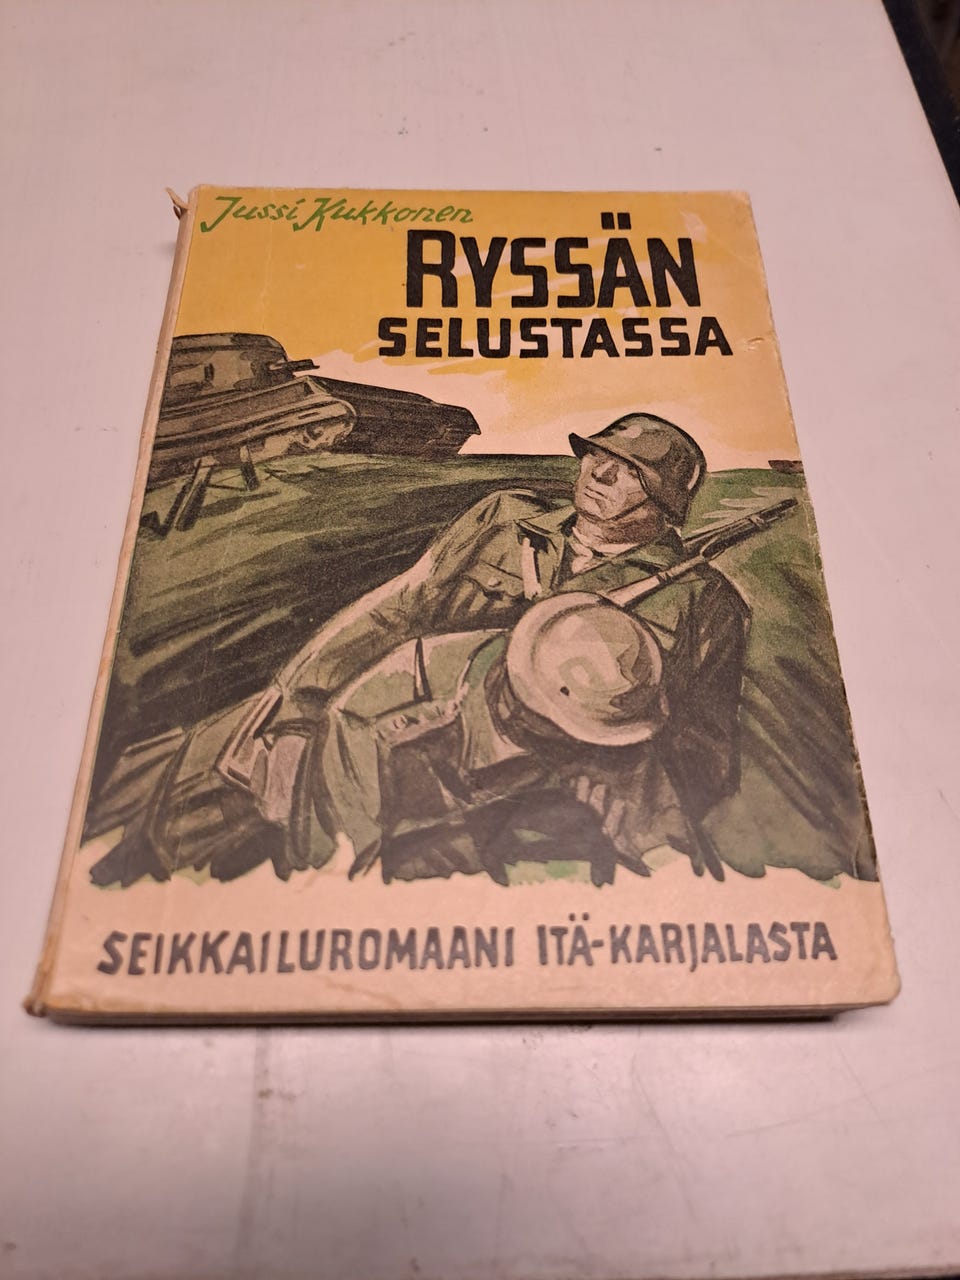 Jussi Kukkonen
RYSSÄN
SELUSTASSA
SEIKKAILUROMAANI ITÄ-KARJALASTA